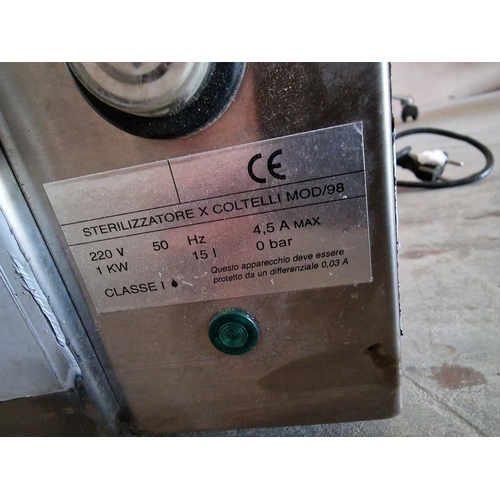 CE
STERILIZZATORE X COLTELLI MOD/98
220 V 50 Hz 4,5 A MAX
1 KW 15 l 0 bar
CLASSE I
Questo apparecchio deve essere
protetto da un differenziale 0,03 A